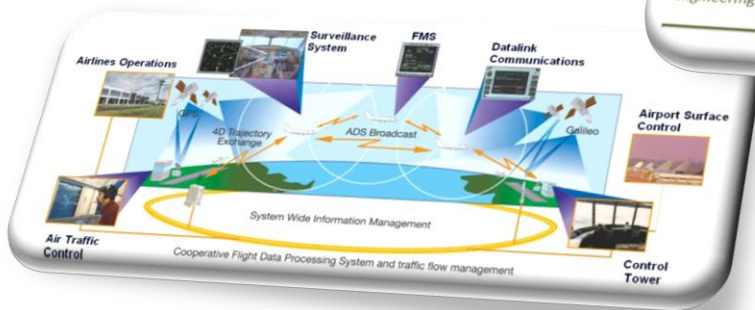 ngineering
Surveillance
System
FMS
Datalink
Communications
Airlines Operations
GPS
4D Trajectory
Exchange
ADS Broadcast
Galileo
Airport Surface
Control
System Wide Information Management
Air Traffic
Control
Cooperative Flight Data Processing System and traffic flow management
Control
Tower